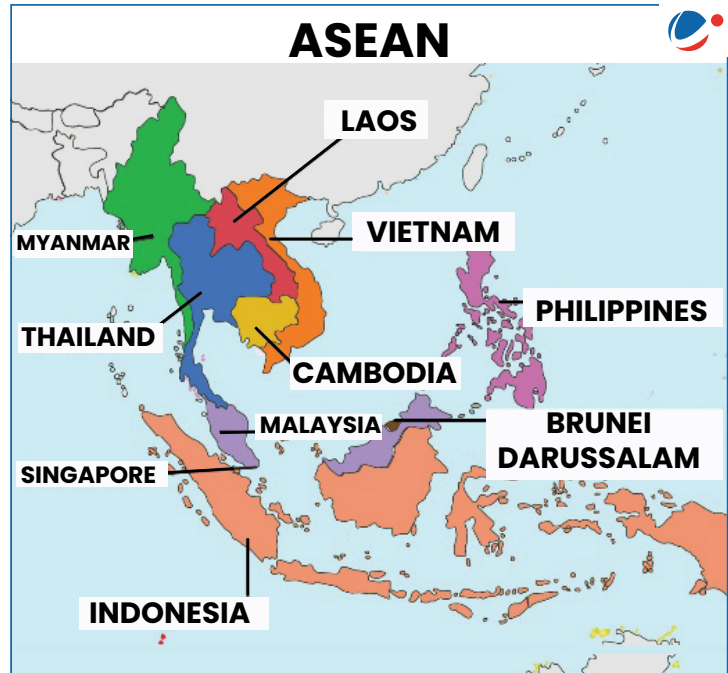 ASEAN
LAOS
VIETNAM
MYANMAR
PHILIPPINES
THAILAND
CAMBODIA
MALAYSIA
BRUNEI
DARUSSALAM
SINGAPORE
INDONESIA